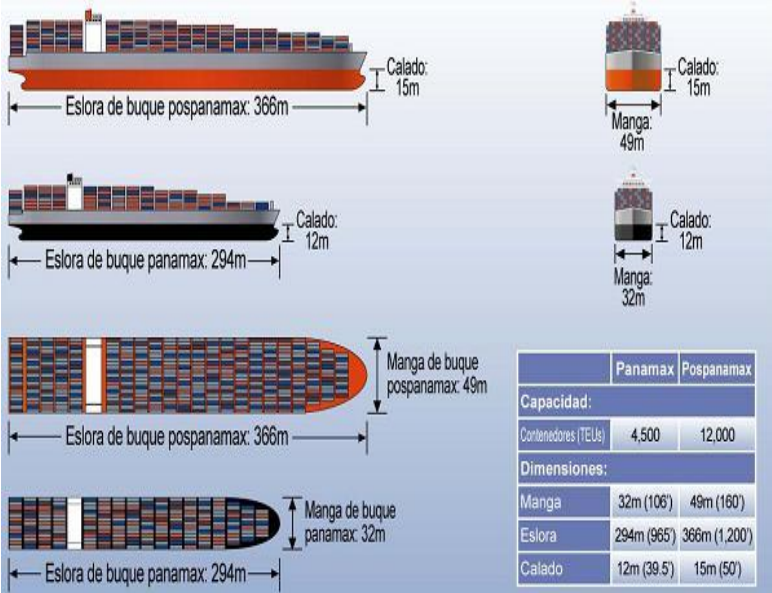 Calado:
15m
Eslora de buque pospanamax: 366m
Calado:
15m
Manga:
49m
Calado:
12m
Eslora de buque panamax: 294m
Calado:
12m
Manga:
32m
Manga de buque
pospanamax: 49m
Eslora de buque pospanamax: 366m
Manga de buque
panamax: 32m
Eslora de buque panamax: 294m
Panamax Pospanamax
Capacidad:
Contenedores (TEUs) 4,500 12,000
Dimensiones:
Manga 32m (106') 49m (160')
Eslora 294m (965') 366m (1,200')
Calado 12m (39.5') 15m (50')